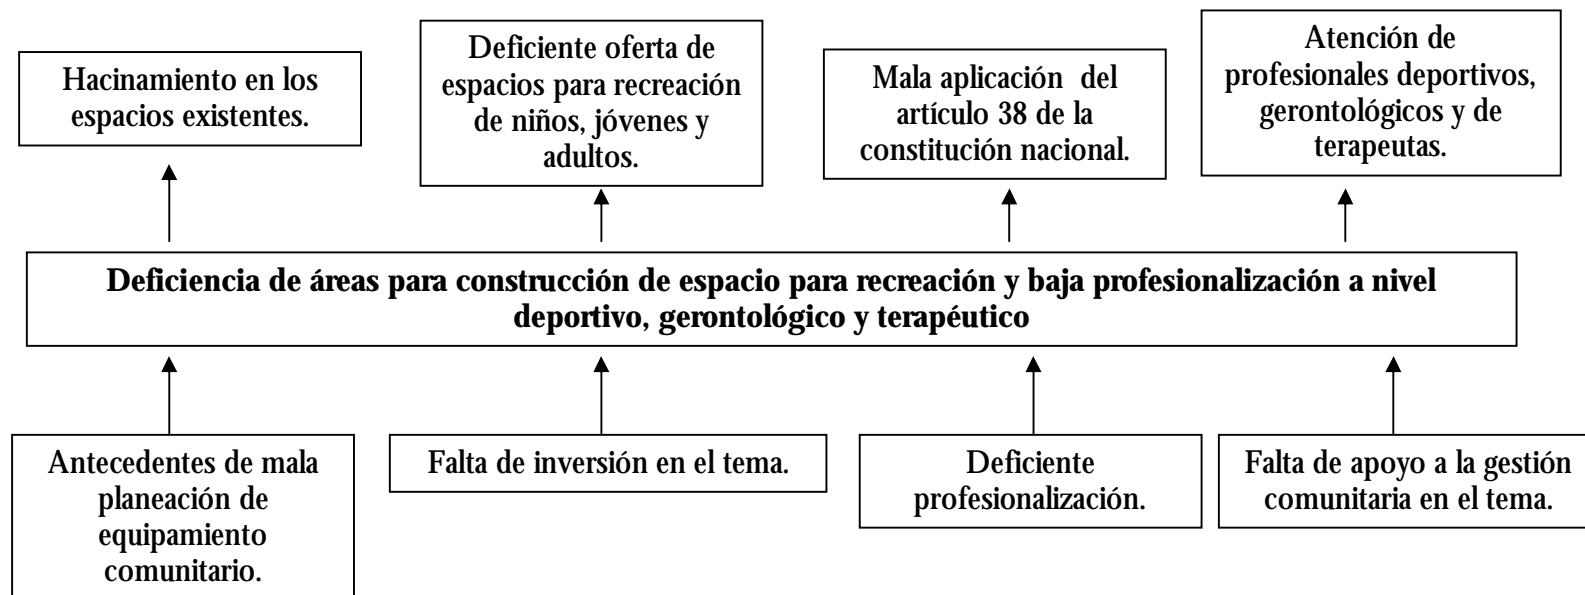 Hacinamiento en los
espacios existentes.
Deficiente oferta de
espacios para recreación
de niños, jóvenes y
adultos.
Mala aplicación del
artículo 38 de la
constitución nacional.
Atención de
profesionales deportivos,
gerontológicos y de
terapeutas.
Deficiencia de áreas para construcción de espacio para recreación y baja profesionalización a nivel
deportivo, gerontológico y terapéutico
Antecedentes de mala
planeación de
equipamiento
comunitario.
Falta de inversión en el tema.
Deficiente
profesionalización.
Falta de apoyo a la gestión
comunitaria en el tema.